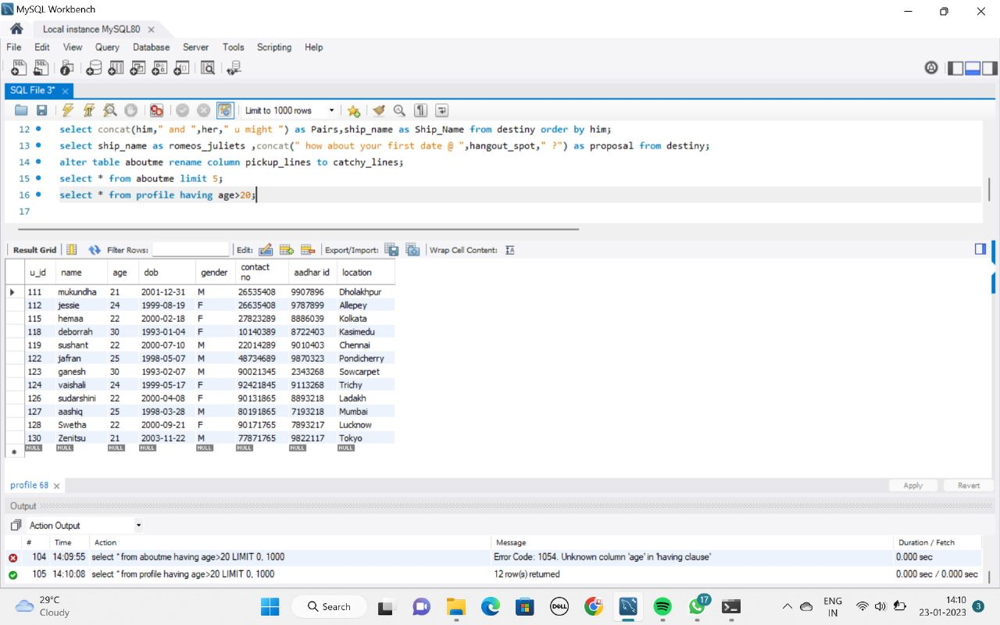 MySQL Workbench
Local instance MySQL80
File Edit View Query Database Server Tools Scripting Help
SQL File 3*
Limit to 1000 rows
12 select concat(him," and ",her," u might ") as Pairs,ship_name as Ship_Name from destiny order by him;
13 select ship_name as romeos_juliets ,concat(" how about your first date @ ",hangout_spot," ?") as proposal from destiny;
14 alter table aboutme rename column pickup_lines to catchy_lines;
15 select * from aboutme limit 5;
16 select * from profile having age>20;
17
Result Grid Filter Rows: Edit: Export/Import: Wrap Cell Content:
u_id name age dob gender contact no aadhar id location
111 mukundha 21 2001-12-31 M 26535408 9907896 Dholakhpur
112 jessie 24 1999-08-19 F 26635408 9787899 Allepey
115 hemaa 22 2000-02-18 F 27823289 8886039 Kolkata
118 deborrah 30 1993-01-04 F 10140389 8722403 Kasimedu
119 sushant 22 2000-07-10 M 22014289 9010403 Chennai
122 jafran 25 1998-05-07 M 48734689 9870323 Pondicherry
123 ganesh 30 1993-02-07 M 90021345 2343268 Sowcarpet
124 vaishali 24 1999-05-17 F 92421845 9113268 Trichy
126 sudarshini 22 2000-04-08 F 90131865 8893218 Ladakh
127 aashiq 25 1998-03-28 M 80191865 7193218 Mumbai
128 Swetha 22 2000-09-21 F 90171765 7893217 Lucknow
130 Zenitsu 21 2003-11-22 M 77871765 9822117 Tokyo
NULL NULL NULL NULL NULL NULL NULL NULL
profile 68 Apply Revert
Output
Action Output
# Time Action Message Duration / Fetch
104 14:09:55 select * from aboutme having age>20 LIMIT 0, 1000 Error Code: 1054. Unknown column 'age' in 'having clause' 0.000 sec
105 14:10:08 select * from profile having age>20 LIMIT 0, 1000 12 row(s) returned 0.000 sec / 0.000 sec
29°C
Cloudy
Search
DELL
17
ENG
IN
14:10
23-01-2023
3